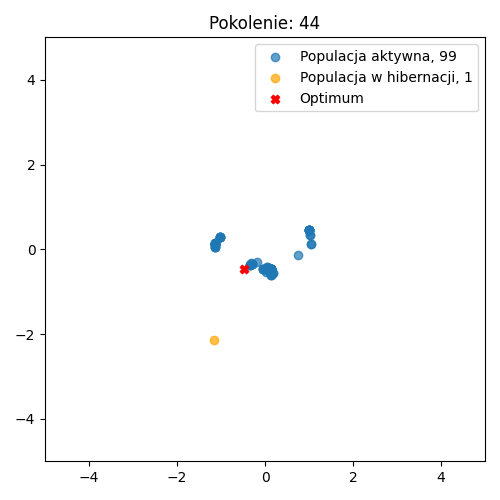 Pokolenie: 44
Populacja aktywna, 99
Populacja w hibernacji, 1
Optimum
4
2
0
−2
−4
−4
−2
0
2
4